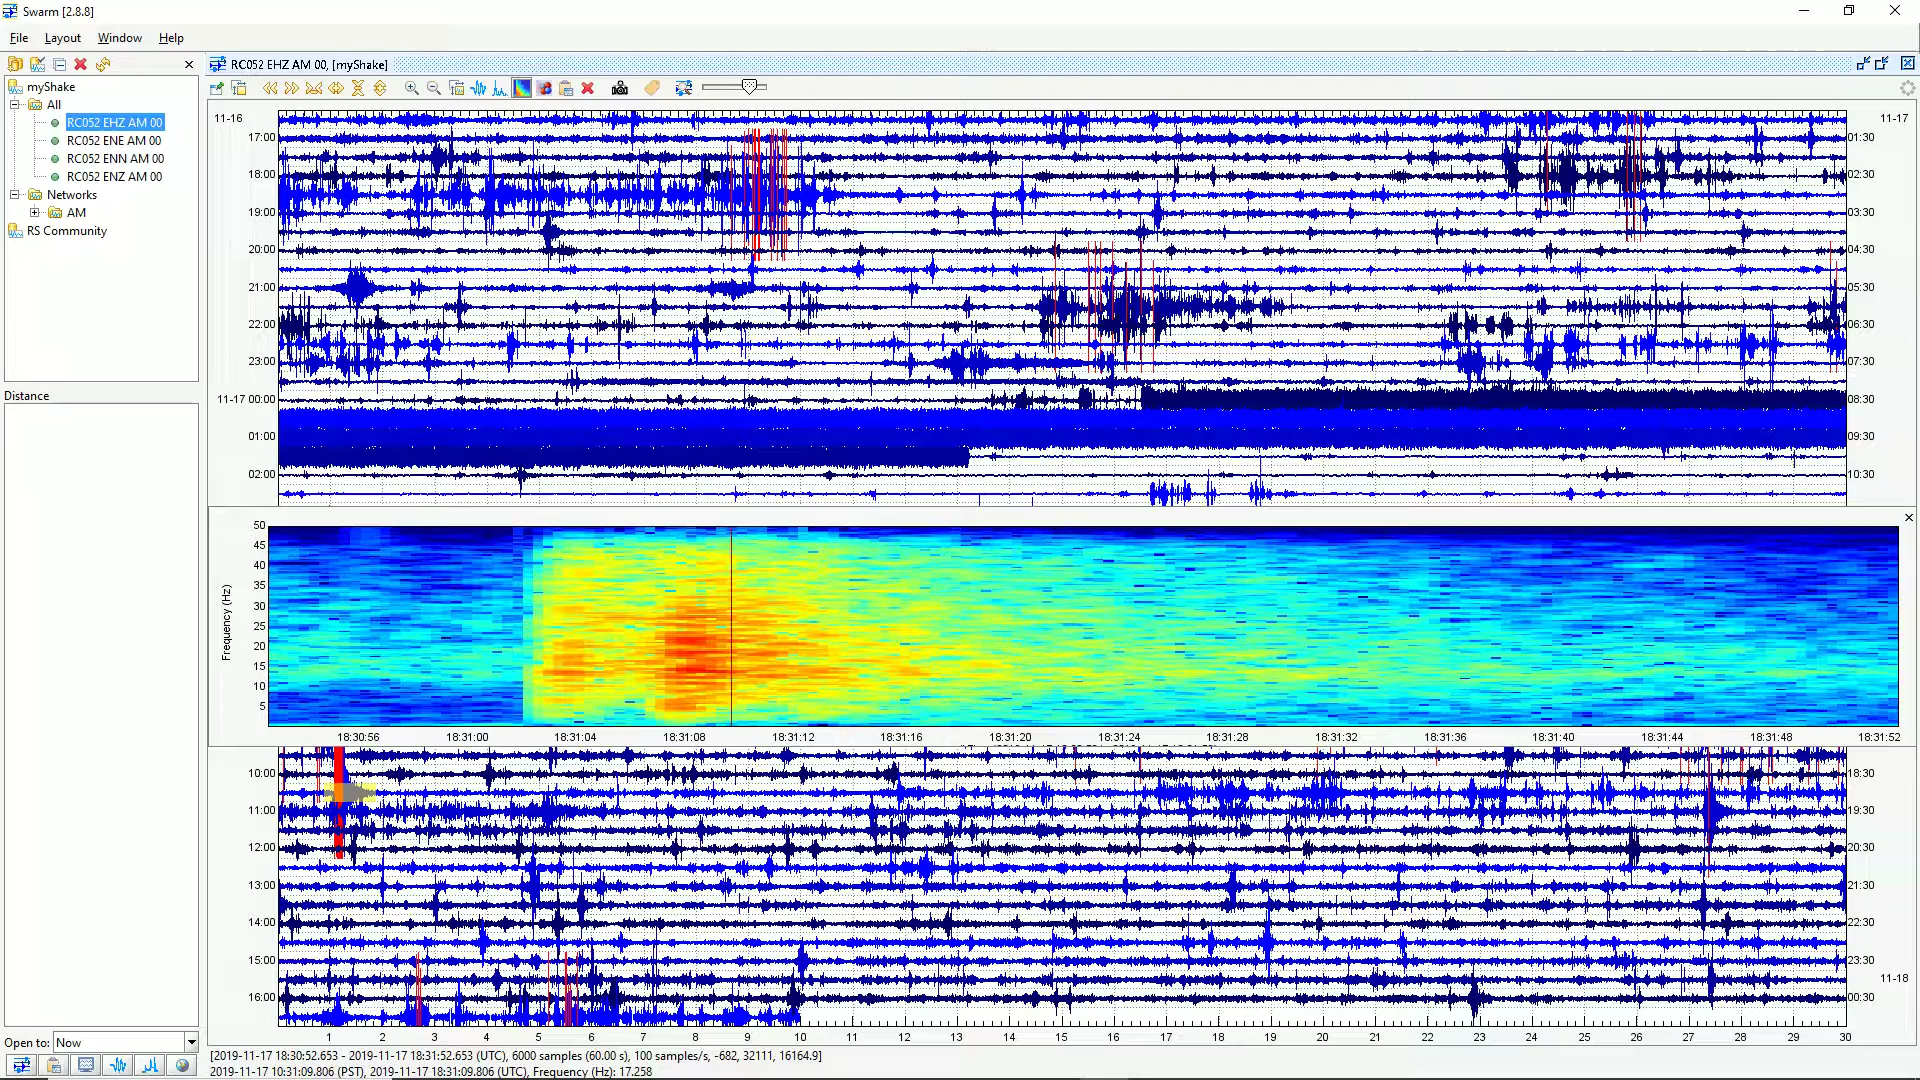 Swarm [2.8.8]
File Layout Window Help
RC052 EHZ AM 00, [myShake]
myShake
All
RC052 EHZ AM 00
RC052 ENE AM 00
RC052 ENN AM 00
RC052 ENZ AM 00
Networks
AM
RS Community
Distance
Open to: Now
11-16 11-17
17:00 01:30
18:00 02:30
19:00 03:30
20:00 04:30
21:00 05:30
22:00 06:30
23:00 07:30
11-17 00:00 08:30
01:00 09:30
02:00 10:30
Frequency (Hz)
50
45
40
35
30
25
20
15
10
5
18:30:56 18:31:00 18:31:04 18:31:08 18:31:12 18:31:16 18:31:20 18:31:24 18:31:28 18:31:32 18:31:36 18:31:40 18:31:44 18:31:48 18:31:52
10:00 18:30
11:00 19:30
12:00 20:30
13:00 21:30
14:00 22:30
15:00 23:30
11-18
16:00 00:30
1 2 3 4 5 6 7 8 9 10 11 12 13 14 15 16 17 18 19 20 21 22 23 24 25 26 27 28 29 30
[2019-11-17 18:30:52.653 - 2019-11-17 18:31:52.653 (UTC), 6000 samples (60.00 s), 100 samples/s, -682, 32111, 16164.9]
2019-11-17 10:31:09.806 (PST), 2019-11-17 18:31:09.806 (UTC), Frequency (Hz): 17.258